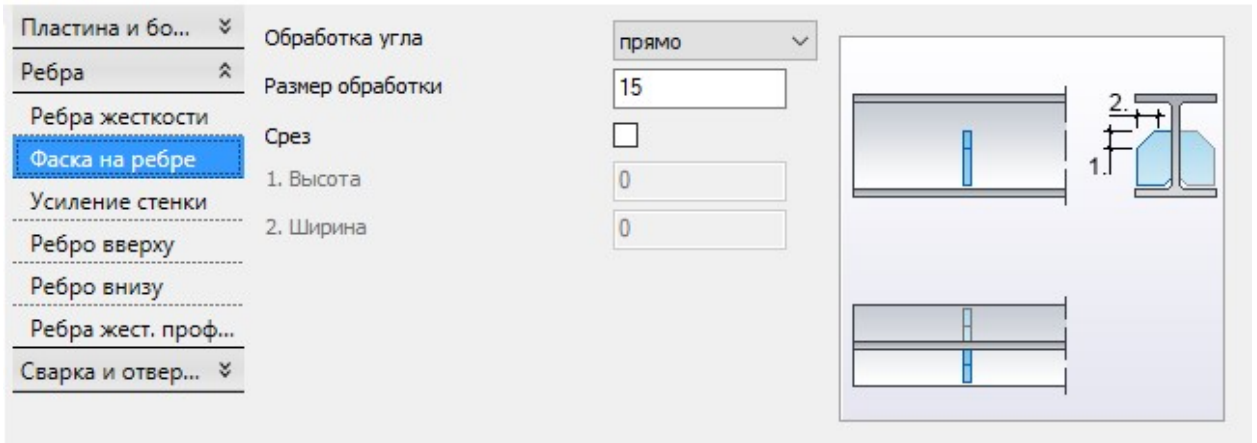 Пластина и бо...
Ребра
Ребра жесткости
Фаска на ребре
Усиление стенки
Ребро вверху
Ребро внизу
Ребра жест. проф...
Сварка и отвер...
Обработка угла
прямо
Размер обработки
15
Срез
1. Высота
0
2. Ширина
0
2.
1.